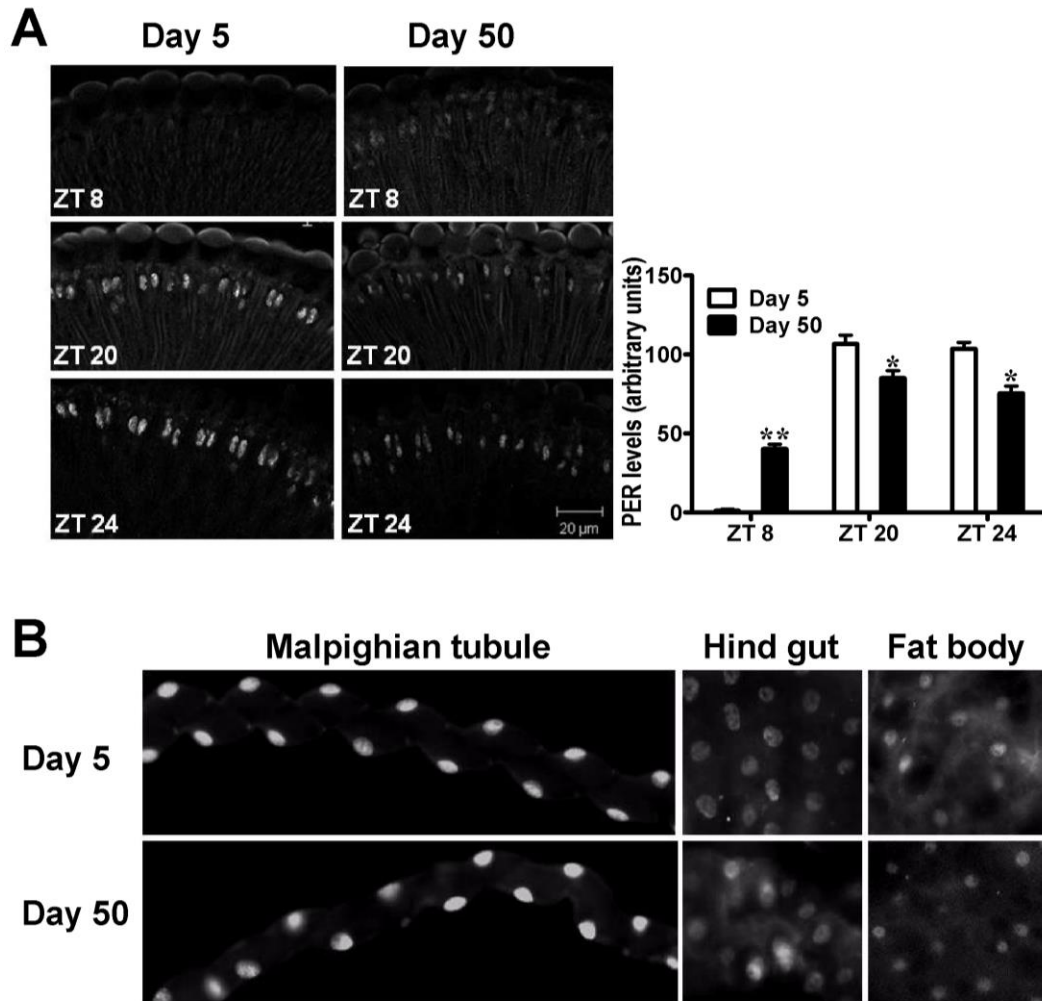 A
Day 5 Day 50
ZT 8 ZT 8
ZT 20 ZT 20
ZT 24 ZT 24
20 µm
PER levels (arbitrary units)
150
100
50
0
Day 5
Day 50
** * *
ZT 8 ZT 20 ZT 24
B
Malpighian tubule Hind gut Fat body
Day 5
Day 50